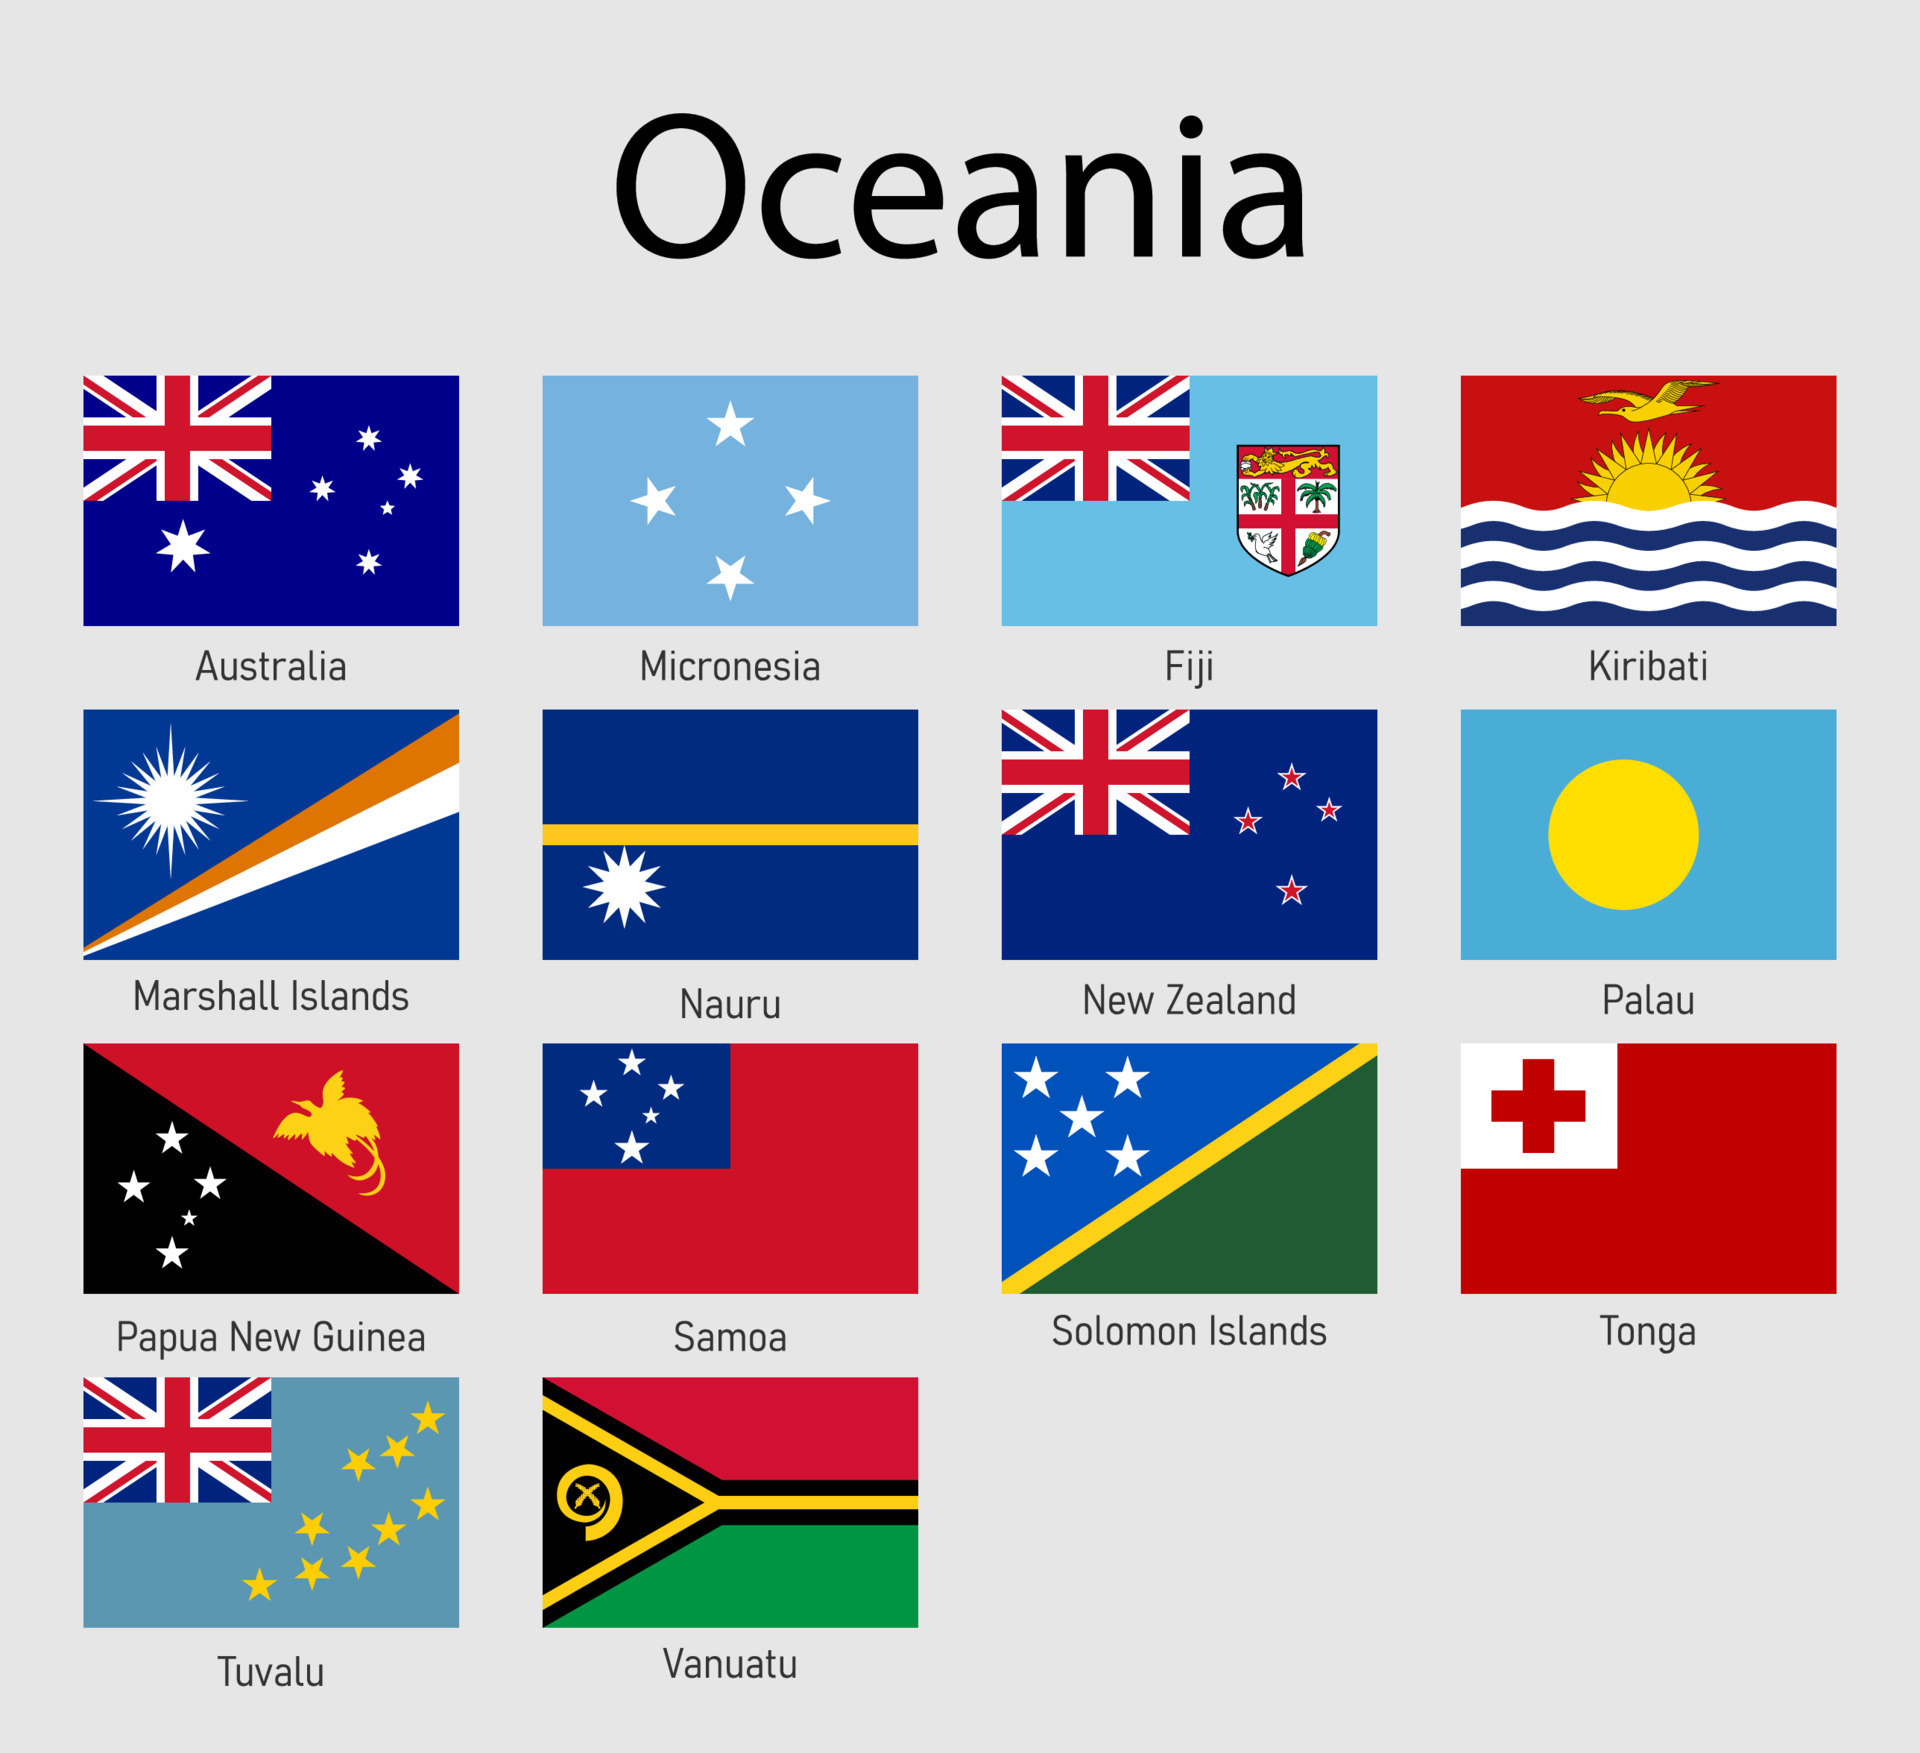 Oceania
Australia
Micronesia
Fiji
Kiribati
Marshall Islands
Nauru
New Zealand
Palau
Papua New Guinea
Samoa
Solomon Islands
Tonga
Tuvalu
Vanuatu